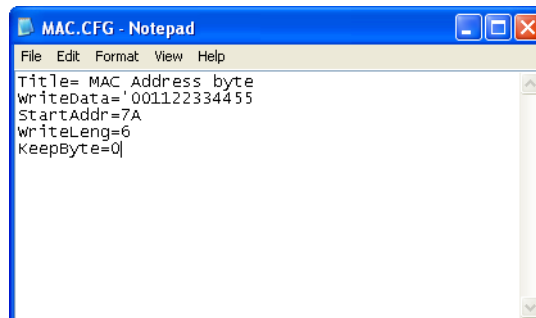 MAC.CFG - Notepad
File Edit Format View Help
Title= MAC Address byte
WriteData='001122334455
StartAddr=7A
WriteLeng=6
KeepByte=0